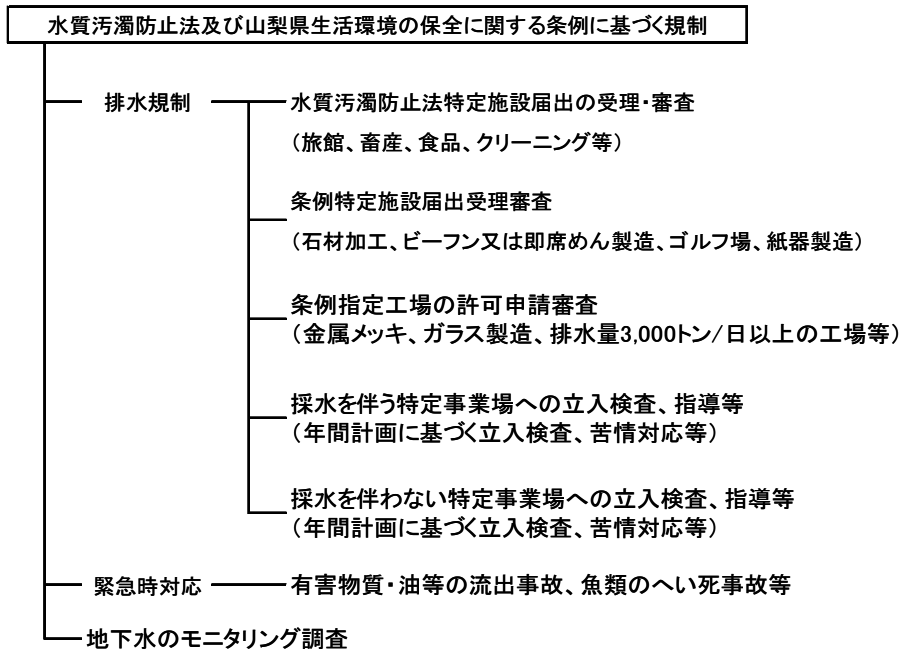 水質汚濁防止法及び山梨県生活環境の保全に関する条例に基づく規制
排水規制
水質汚濁防止法特定施設届出の受理・審査
（旅館、畜産、食品、クリーニング等）
条例特定施設届出受理審査
（石材加工、ビーフン又は即席めん製造、ゴルフ場、紙器製造）
条例指定工場の許可申請審査
（金属メッキ、ガラス製造、排水量3,000トン/日以上の工場等）
採水を伴う特定事業場への立入検査、指導等
（年間計画に基づく立入検査、苦情対応等）
採水を伴わない特定事業場への立入検査、指導等
（年間計画に基づく立入検査、苦情対応等）
緊急時対応
有害物質・油等の流出事故、魚類のへい死事故等
地下水のモニタリング調査